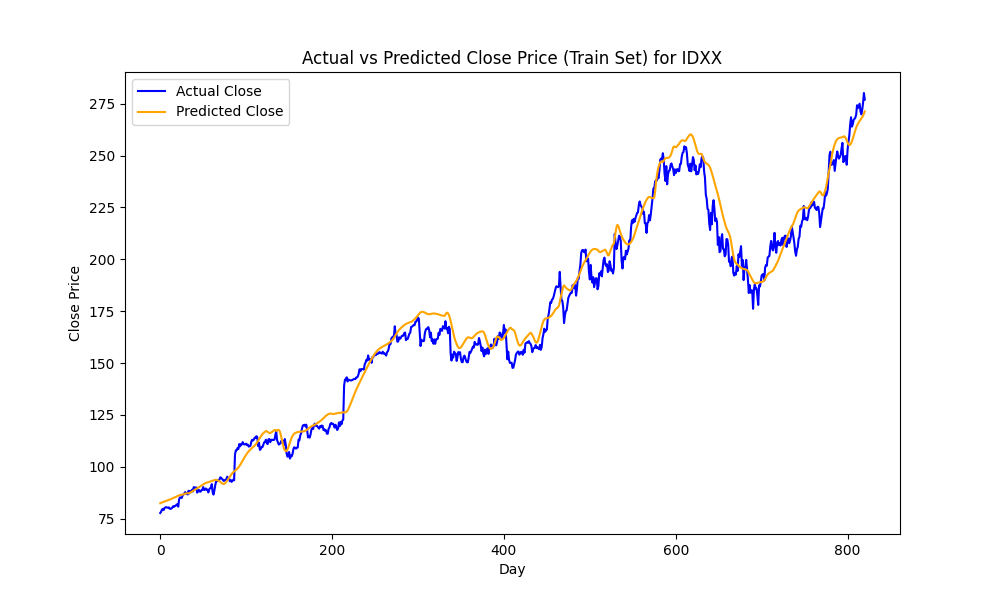 Actual vs Predicted Close Price (Train Set) for IDXX
Actual Close
Predicted Close
Close Price
275
250
225
200
175
150
125
100
75
0 200 400 600 800
Day